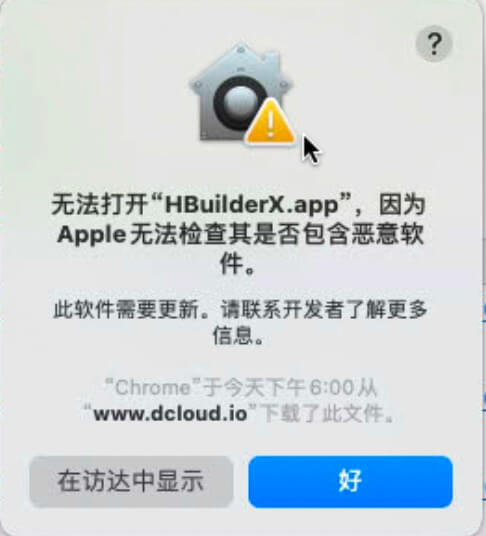 ?
无法打开“HBuilderX.app”，因为
Apple无法检查其是否包含恶意软
件。
此软件需要更新。请联系开发者了解更多
信息。
“Chrome”于今天下午6:00从
“www.dcloud.io”下载了此文件。
在访达中显示
好